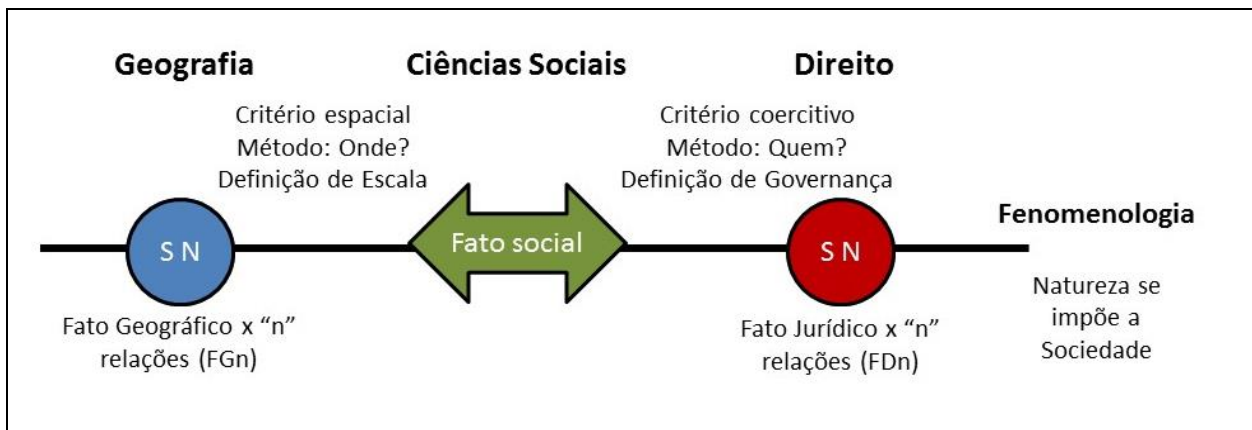 Geografia
Ciências Sociais
Direito
Critério espacial
Método: Onde?
Definição de Escala
Critério coercitivo
Método: Quem?
Definição de Governança
Fenomenologia
S N
Fato social
S N
Fato Geográfico x “n”
relações (FGn)
Fato Jurídico x “n”
relações (FDn)
Natureza se
impõe a
Sociedade